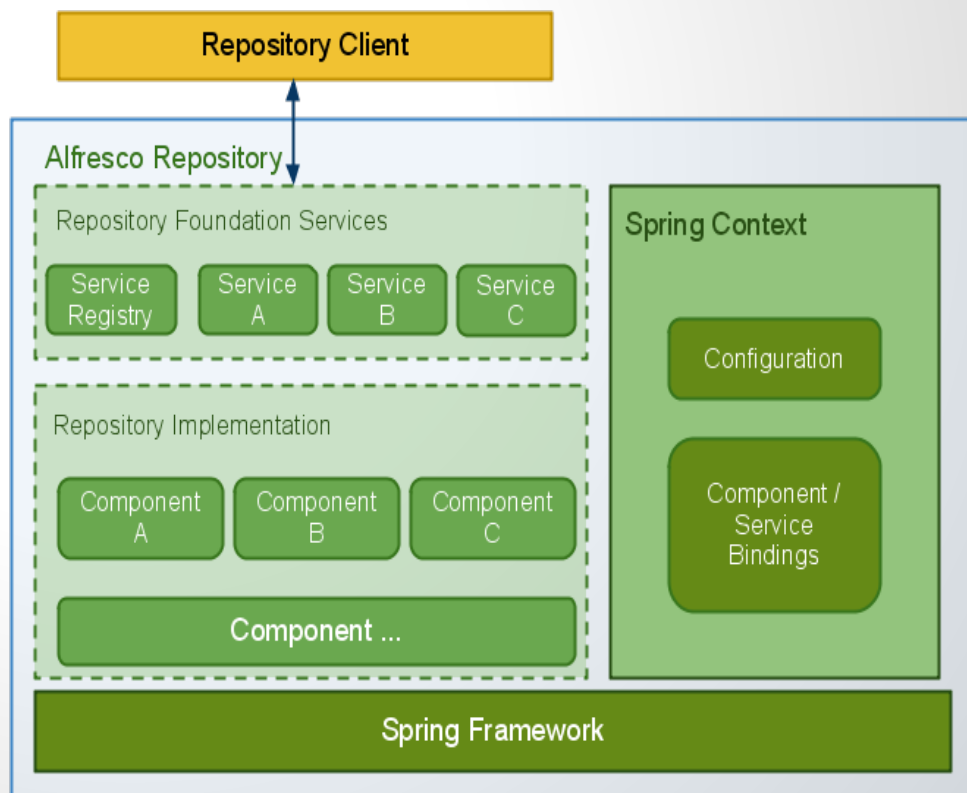 Repository Client
Alfresco Repository
Repository Foundation Services
Service
Registry
Service
A
Service
B
Service
C
Repository Implementation
Component
A
Component
B
Component
C
Component ...
Spring Context
Configuration
Component /
Service
Bindings
Spring Framework